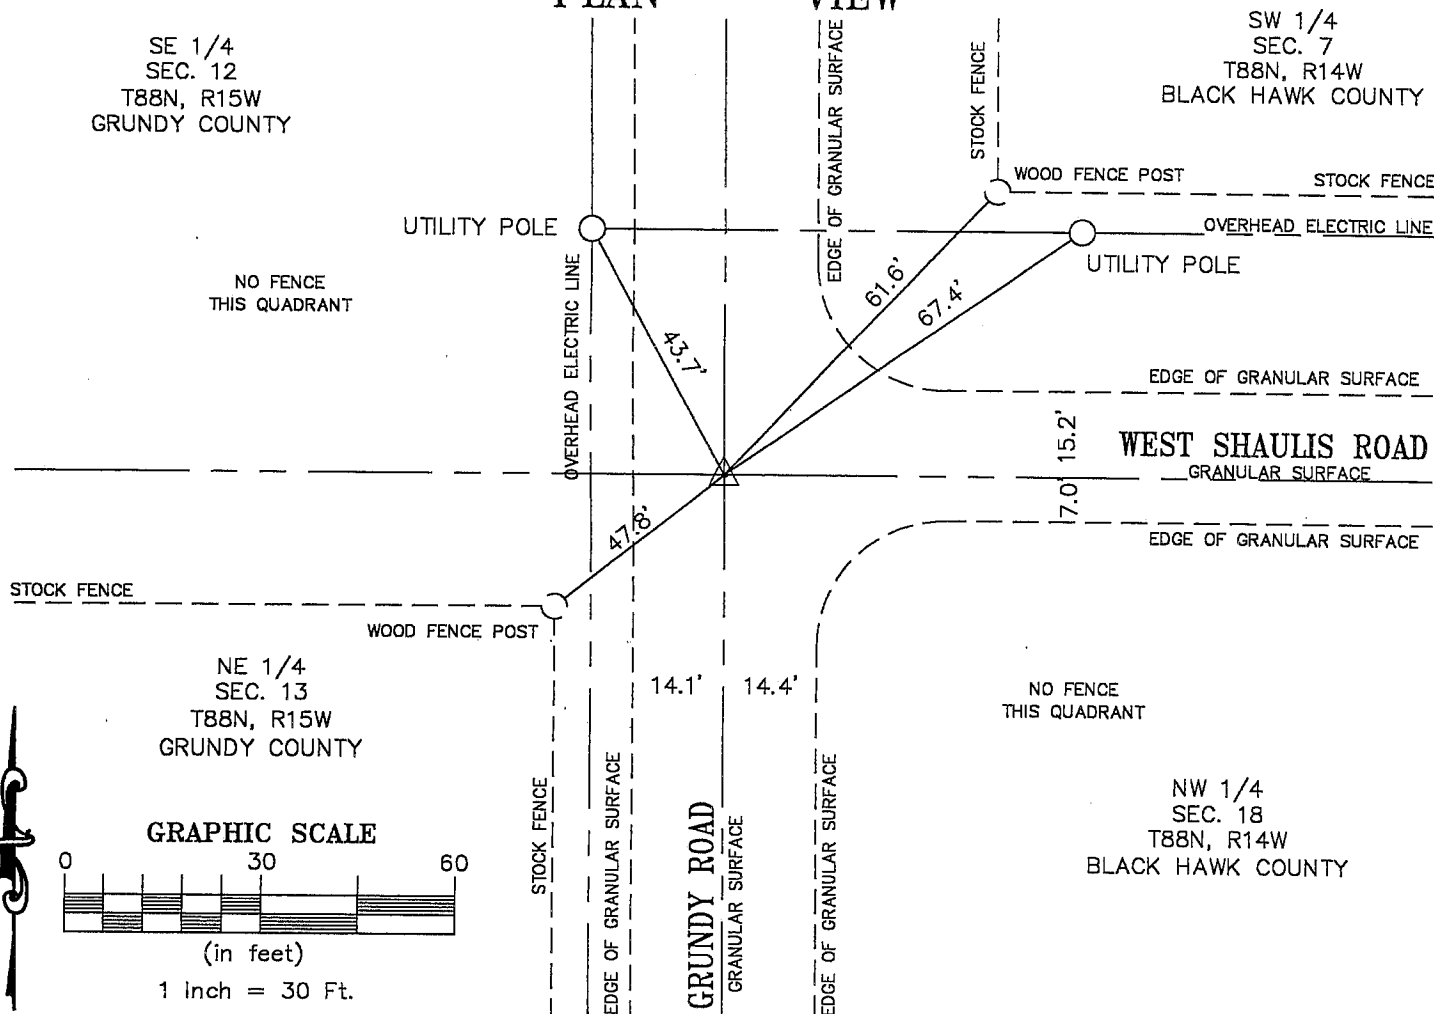 PLAN VIEW
SE 1/4
SEC. 12
T88N, R15W
GRUNDY COUNTY
SW 1/4
SEC. 7
T88N, R14W
BLACK HAWK COUNTY
EDGE OF GRANULAR SURFACE
STOCK FENCE
WOOD FENCE POST
STOCK FENCE
UTILITY POLE
OVERHEAD ELECTRIC LINE
UTILITY POLE
NO FENCE
THIS QUADRANT
OVERHEAD ELECTRIC LINE
61.6'
67.4'
43.7'
EDGE OF GRANULAR SURFACE
15.2'
WEST SHAULIS ROAD
GRANULAR SURFACE
7.0'
47.8'
EDGE OF GRANULAR SURFACE
STOCK FENCE
WOOD FENCE POST
NE 1/4
SEC. 13
T88N, R15W
GRUNDY COUNTY
14.1'
14.4'
NO FENCE
THIS QUADRANT
STOCK FENCE
EDGE OF GRANULAR SURFACE
GRUNDY ROAD
GRANULAR SURFACE
EDGE OF GRANULAR SURFACE
NW 1/4
SEC. 18
T88N, R14W
BLACK HAWK COUNTY
GRAPHIC SCALE
0 30 60
(in feet)
1 inch = 30 Ft.